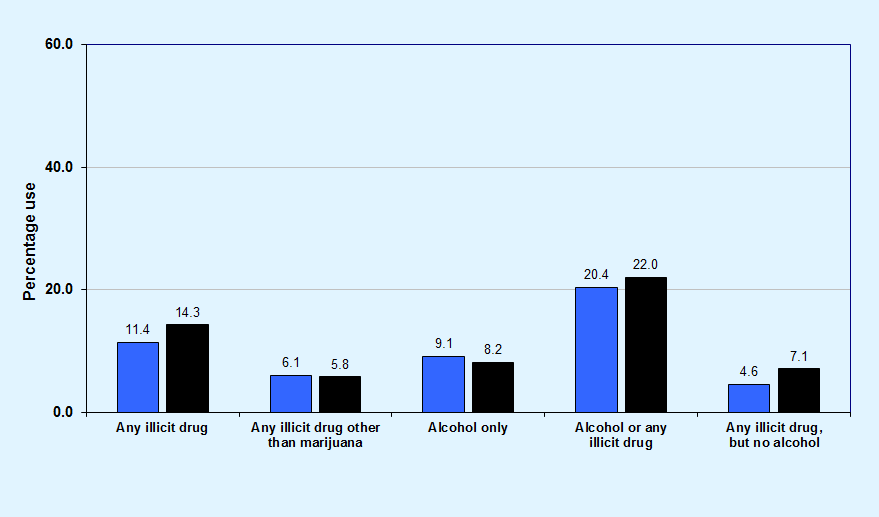 60.0
40.0
20.0
0.0
Percentage use
11.4
14.3
6.1
5.8
9.1
8.2
20.4
22.0
4.6
7.1
Any illicit drug
Any illicit drug other
than marijuana
Alcohol only
Alcohol or any
illicit drug
Any illicit drug,
but no alcohol